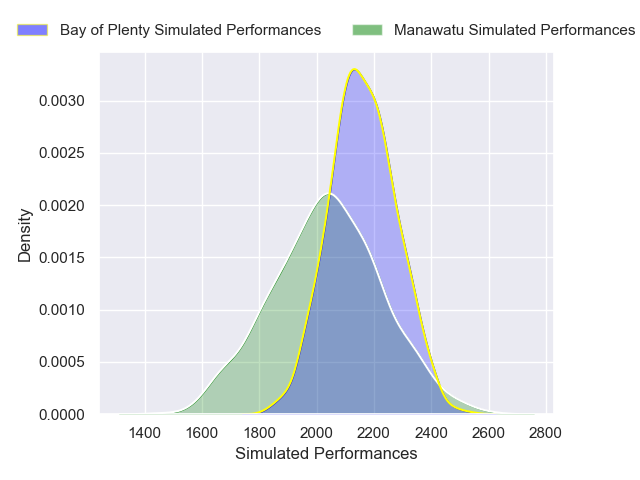 Bay of Plenty Simulated Performances
Manawatu Simulated Performances
0.0030
0.0025
0.0020
0.0015
0.0010
0.0005
0.0000
Density
1400 1600 1800 2000 2200 2400 2600 2800
Simulated Performances